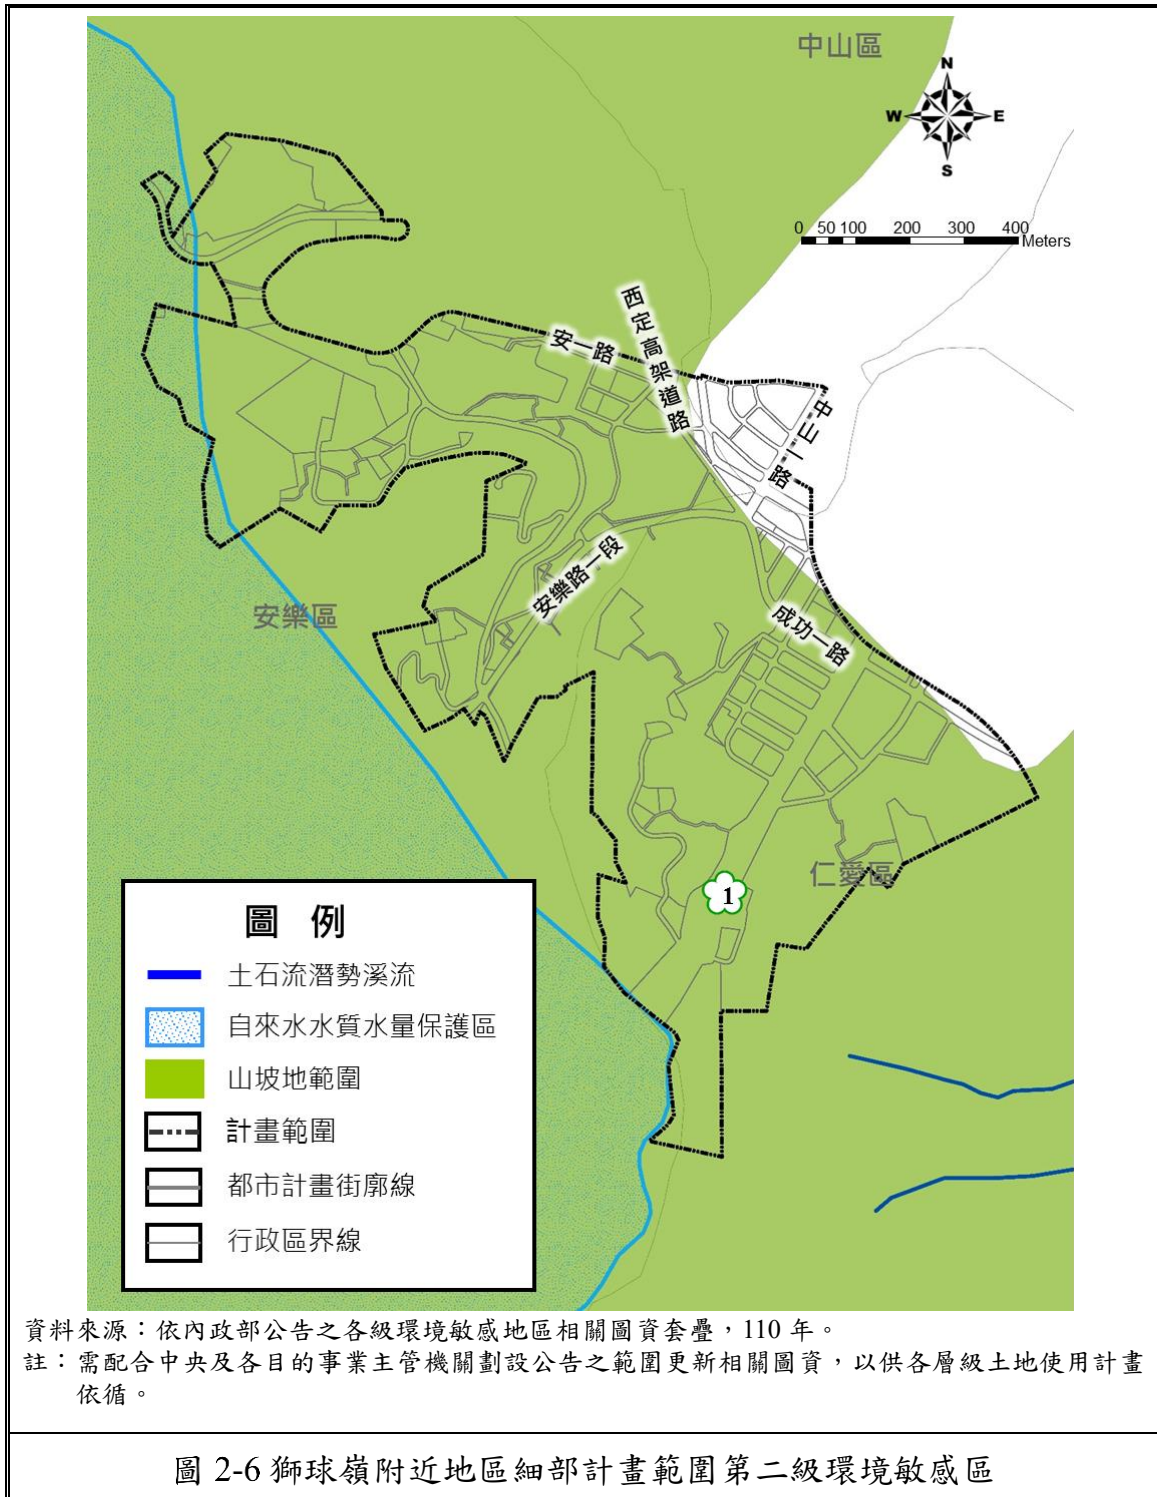 中山區
N
W
E
S
0 50 100 200 300 400
Meters
西定高架道路
安一路
中山一路
安樂路一段
安樂區
成功一路
仁愛區
1
圖 例
土石流潛勢溪流
自來水水質水量保護區
山坡地範圍
計畫範圍
都市計畫街廓線
行政區界線
資料來源：依內政部公告之各級環境敏感地區相關圖資套疊，110 年。
註：需配合中央及各目的事業主管機關劃設公告之範圍更新相關圖資，以供各層級土地使用計畫
依循。
圖 2-6 獅球嶺附近地區細部計畫範圍第二級環境敏感區